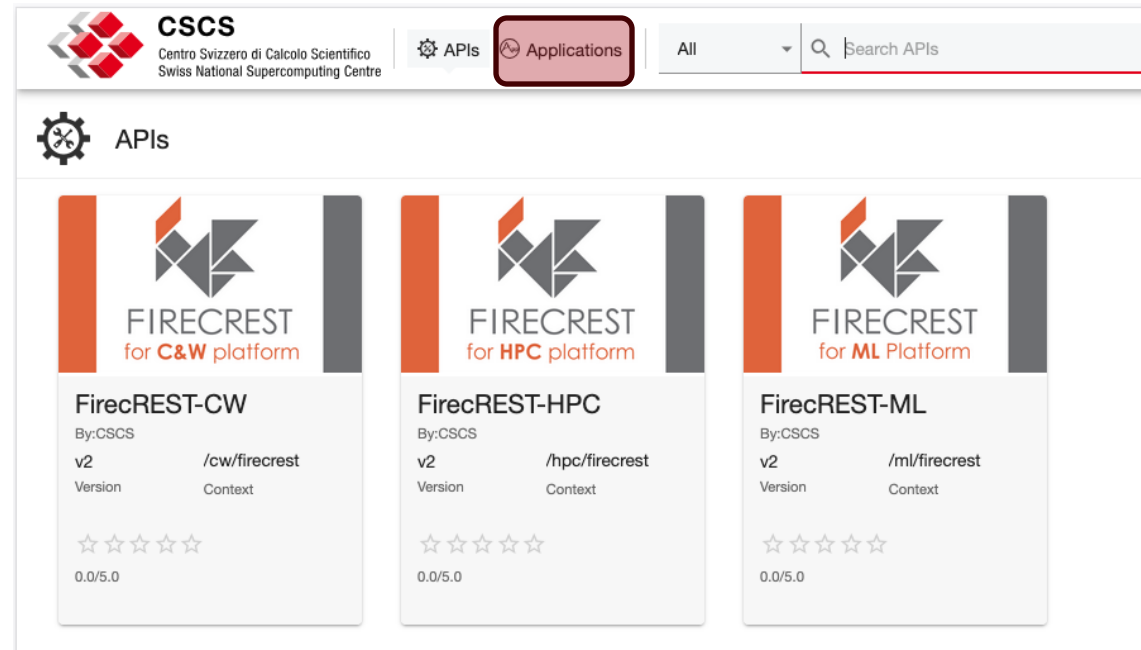 CSCS
Centro Svizzero di Calcolo Scientifico
Swiss National Supercomputing Centre
APIs
Applications
All
Search APIs
APIs
FIRECREST
for C&W platform
FirecREST-CW
By:CSCS
v2
/cw/firecrest
Version
Context
0.0/5.0
FIRECREST
for HPC platform
FirecREST-HPC
By:CSCS
v2
/hpc/firecrest
Version
Context
0.0/5.0
FIRECREST
for ML Platform
FirecREST-ML
By:CSCS
v2
/ml/firecrest
Version
Context
0.0/5.0